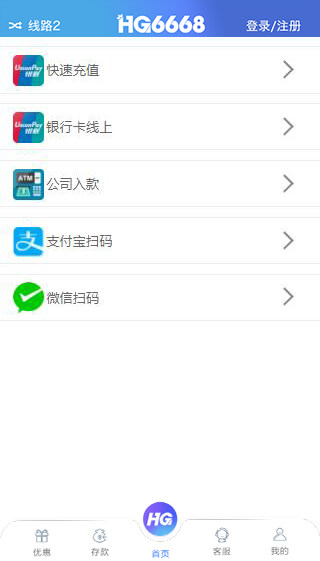 线路2
HG6668
登录/注册
UnionPay
银联
快速充值
UnionPay
银联
银行卡线上
ATM
公司入款
支
支付宝扫码
微信扫码
HG
优惠
存款
首页
客服
我的